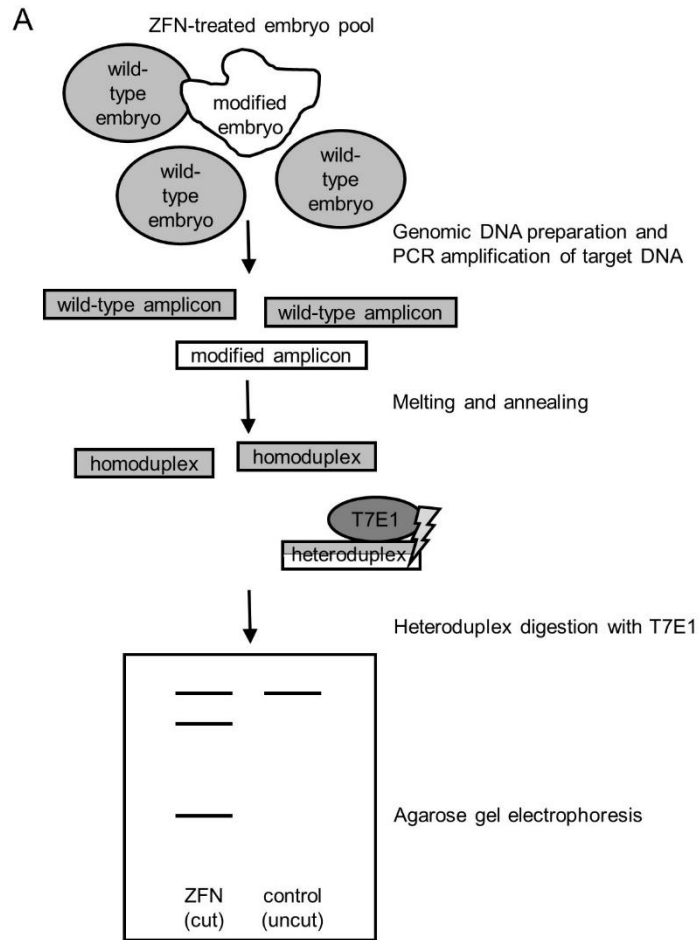 A
ZFN-treated embryo pool
wild-
type
embryo
modified
embryo
wild-
type
embryo
wild-
type
embryo
Genomic DNA preparation and
PCR amplification of target DNA
wild-type amplicon
wild-type amplicon
modified amplicon
Melting and annealing
homoduplex
homoduplex
T7E1
heteroduplex
Heteroduplex digestion with T7E1
Agarose gel electrophoresis
ZFN
(cut)
control
(uncut)